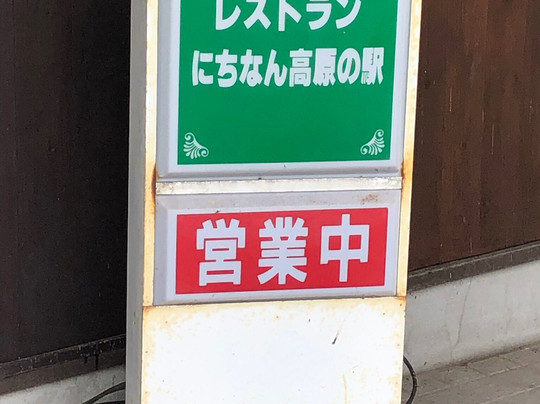 レストラン
にちなん高原の駅
営業中